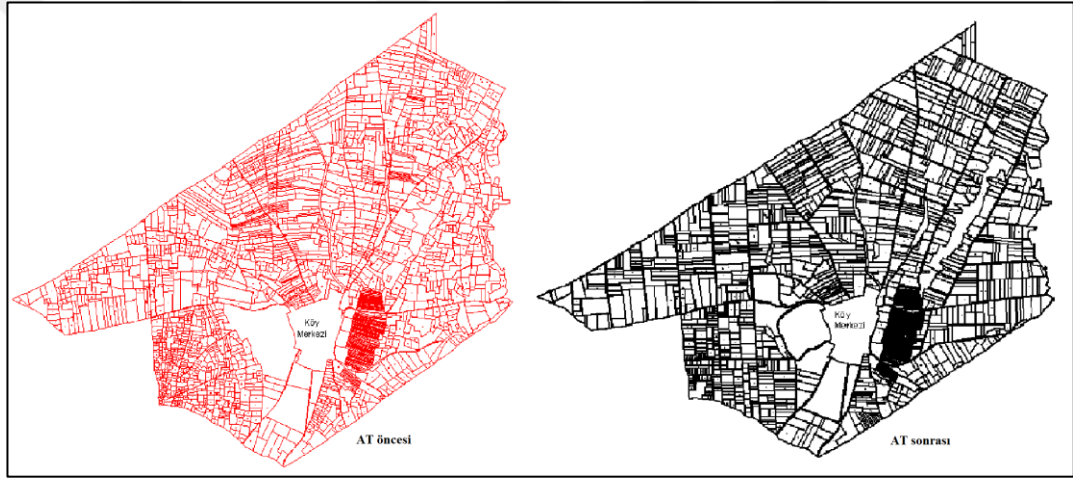 Köy
Merkezi
AT öncesi
Köy
Merkezi
AT sonrası